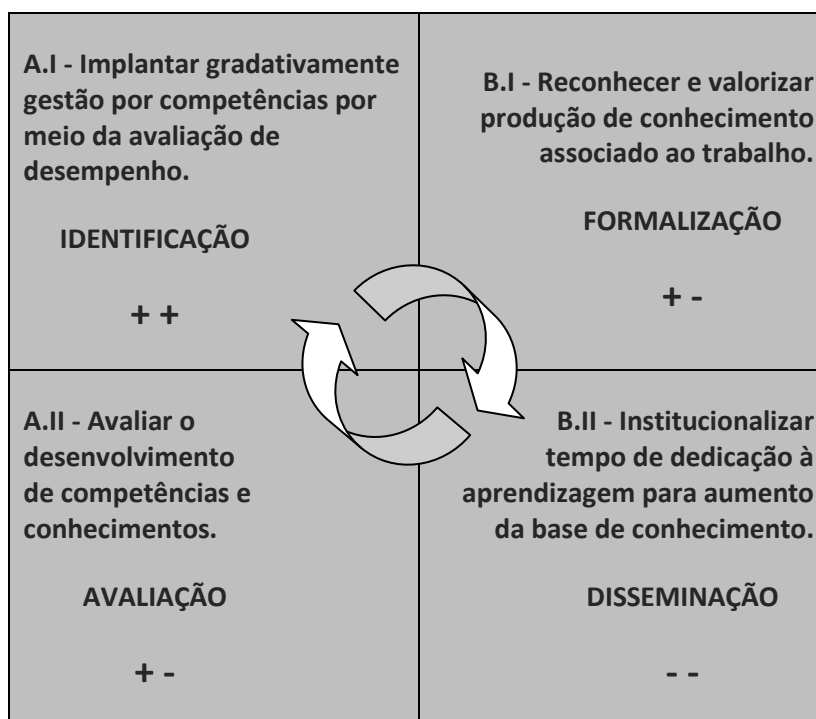 A.I - Implantar gradativamente
gestão por competências por
meio da avaliação de
desempenho.
IDENTIFICAÇÃO
+ +
B.I - Reconhecer e valorizar
produção de conhecimento
associado ao trabalho.
FORMALIZAÇÃO
+ -
A.II - Avaliar o
desenvolvimento
de competências e
conhecimentos.
AVALIAÇÃO
+ -
B.II - Institucionalizar
tempo de dedicação à
aprendizagem para aumento
da base de conhecimento.
DISSEMINAÇÃO
- -